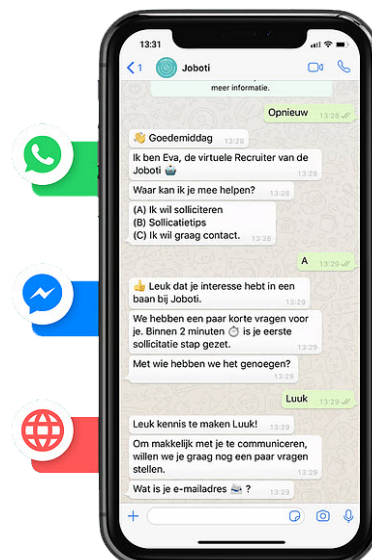 13:31
1 Joboti
meer informatie.
Opnieuw 13:28
👋 Goedemiddag 13:28
Ik ben Eva, de virtuele Recruiter van de
Joboti 🤖 13:28
Waar kan ik je mee helpen? 13:28
(A) Ik wil solliciteren
(B) Sollicatietips
(C) Ik wil graag contact. 13:28
A 13:29
👍 Leuk dat je interesse hebt in een
baan bij Joboti. 13:29
We hebben een paar korte vragen voor
je. Binnen 2 minuten ⏱ is je eerste
sollicitatie stap gezet. 13:29
Met wie hebben we het genoegen?
13:29
Luuk 13:29
Leuk kennis te maken Luuk! 13:29
Om makkelijk met je te communiceren,
willen we je graag nog een paar vragen
stellen. 13:29
Wat is je e-mailadres 📨 ? 13:29